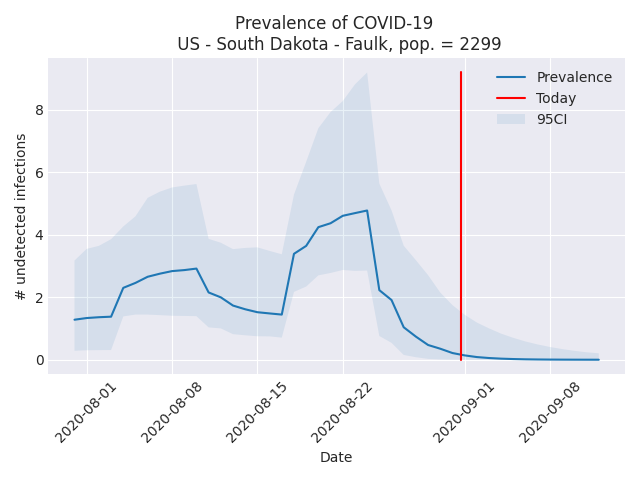 Prevalence of COVID-19
US - South Dakota - Faulk, pop. = 2299
Prevalence
Today
95CI
# undetected infections
8
6
4
2
0
2020-08-01
2020-08-08
2020-08-15
2020-08-22
2020-09-01
2020-09-08
Date